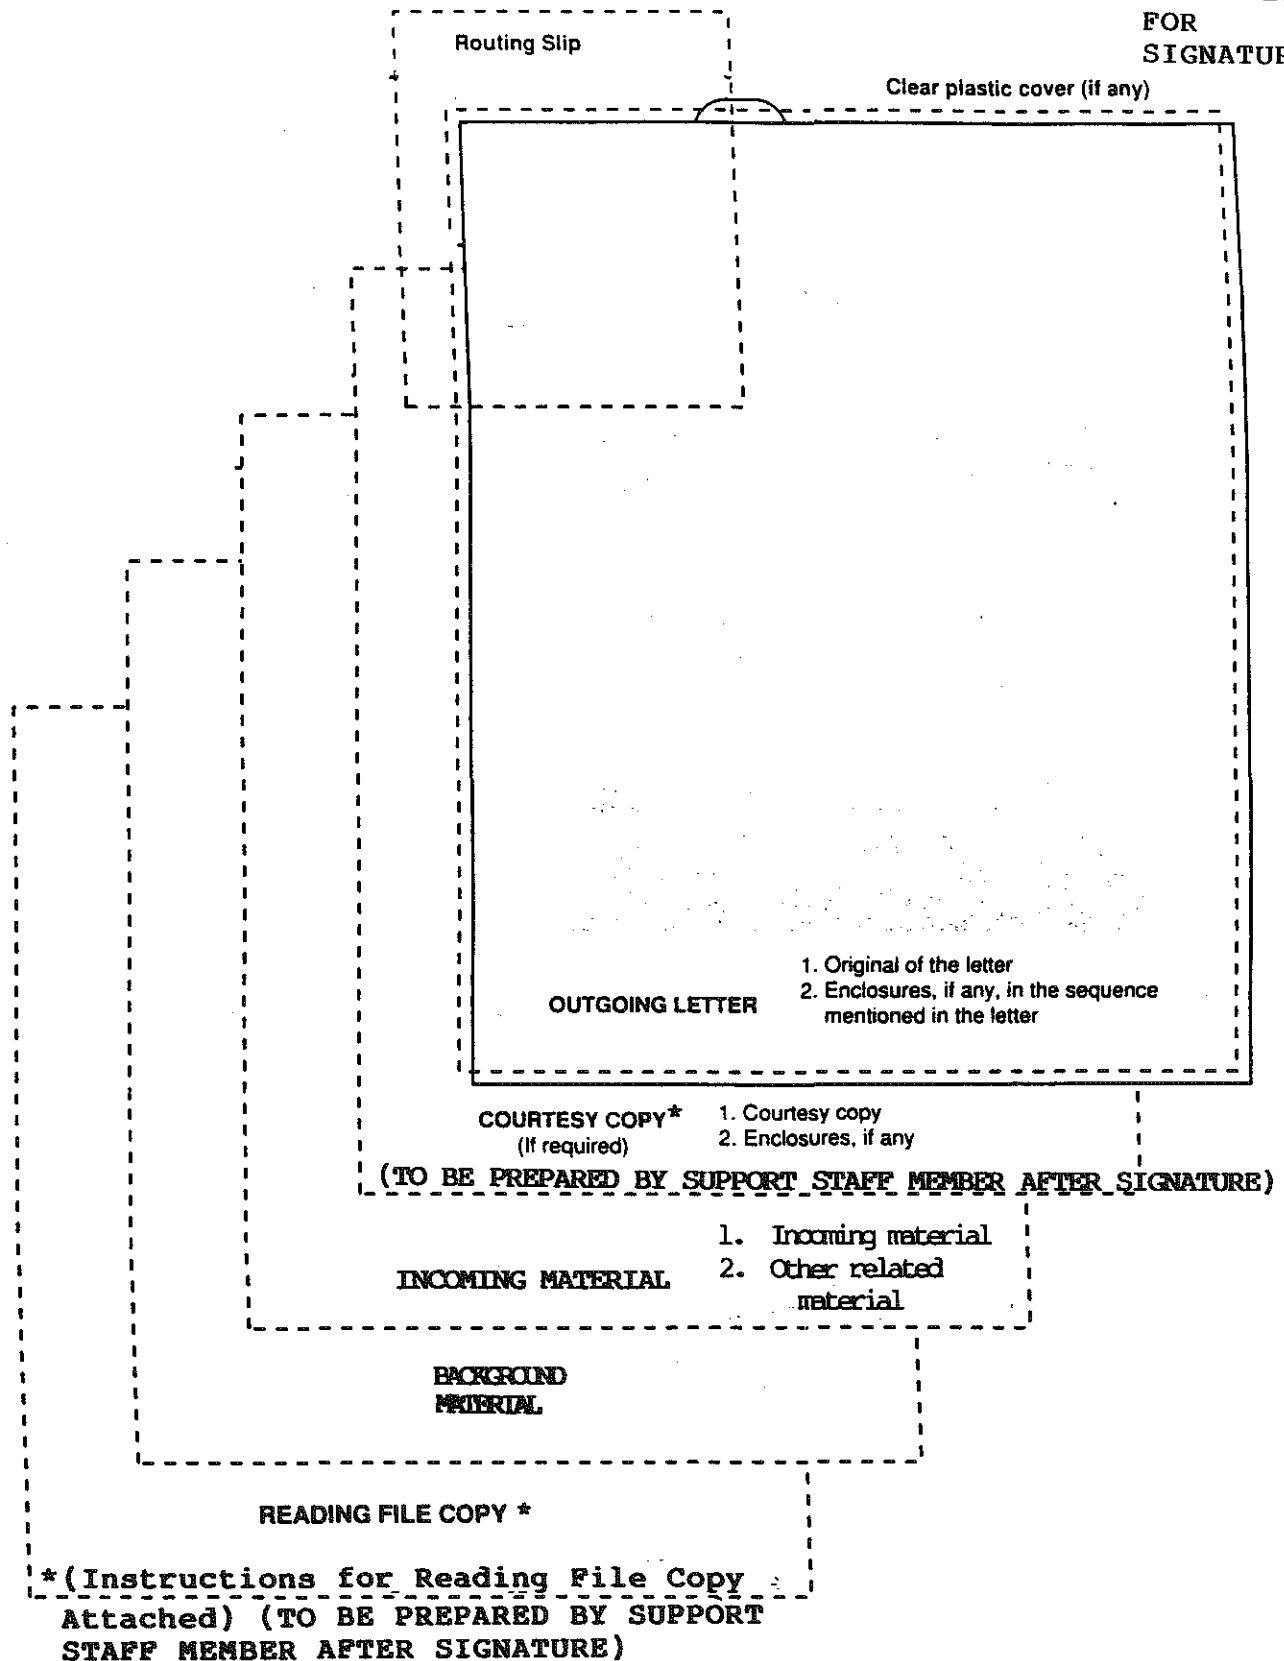 FOR
Routing Slip
Clear plastic cover (if any)
1. Original of the letter
OUTGOING LETTER 2. Enclosures, if any, in the sequence
mentioned in the letter
COURTESY COPY* 1. Courtesy copy
(If required) 2. Enclosures, if any
(TO BE PREPARED BY SUPPORT STAFF MEMBER AFTER SIGNATURE)
1. Incoming material
INCOMING MATERIAL 2. Other related
material
BACKGROUND
MATERIAL
READING FILE COPY *
*(Instructions for Reading File Copy
Attached) (TO BE PREPARED BY SUPPORT
STAFF MEMBER AFTER SIGNATURE)